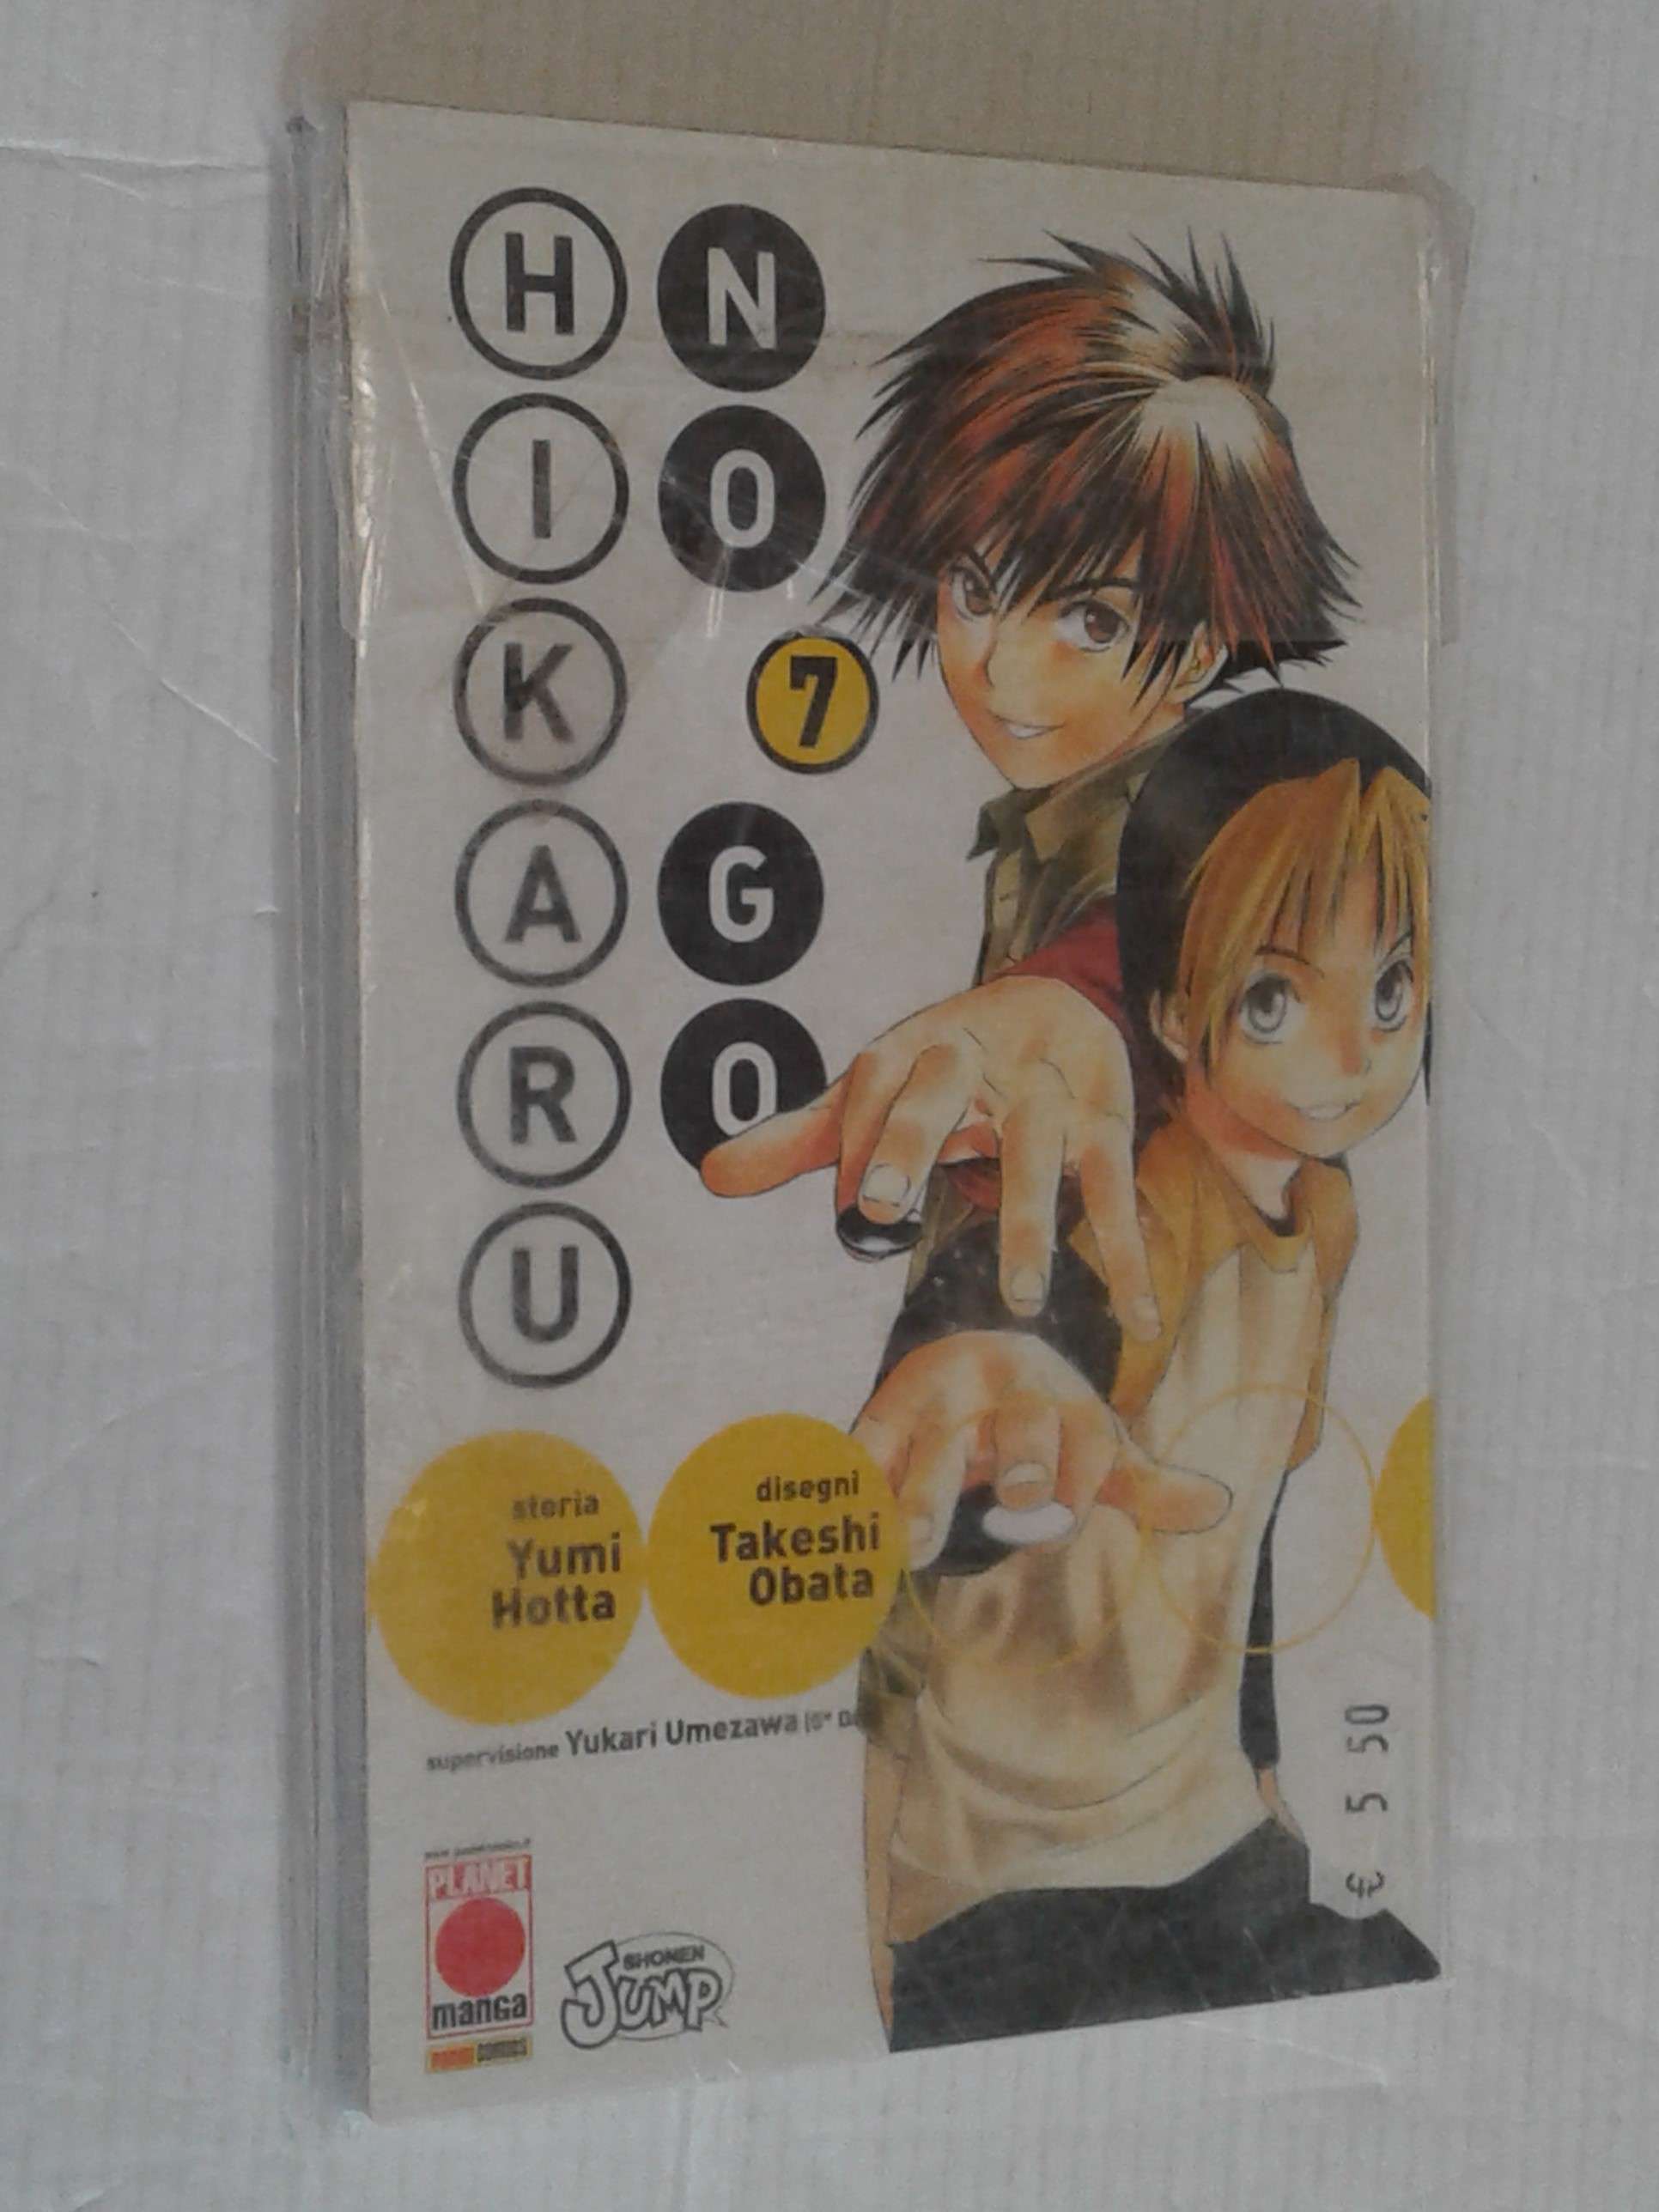 HIKARU
NO
7
GO
storia
Yumi
Hotta
disegni
Takeshi
Obata
supervisione Yukari Umezawa (5°
€ 5 50
PLANET
manga
PANINI COMICS
SHONEN
JUMP